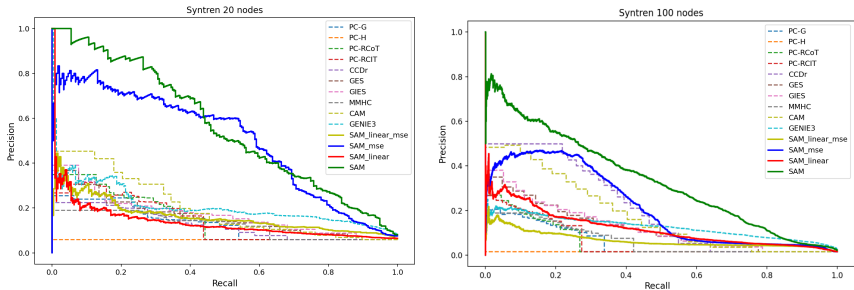 Syntren 20 nodes
1.0
0.8
0.6
0.4
0.2
0.0
Precision
0.0
0.2
0.4
0.6
0.8
1.0
Recall
PC-G
PC-H
PC-RCoT
PC-RCIT
CCDr
GES
GIES
MMHC
CAM
GENIE3
SAM_linear_mse
SAM_mse
SAM_linear
SAM
Syntren 100 nodes
1.0
0.8
0.6
0.4
0.2
0.0
Precision
0.0
0.2
0.4
0.6
0.8
1.0
Recall
PC-G
PC-H
PC-RCoT
PC-RCIT
CCDr
GES
GIES
MMHC
CAM
GENIE3
SAM_linear_mse
SAM_mse
SAM_linear
SAM